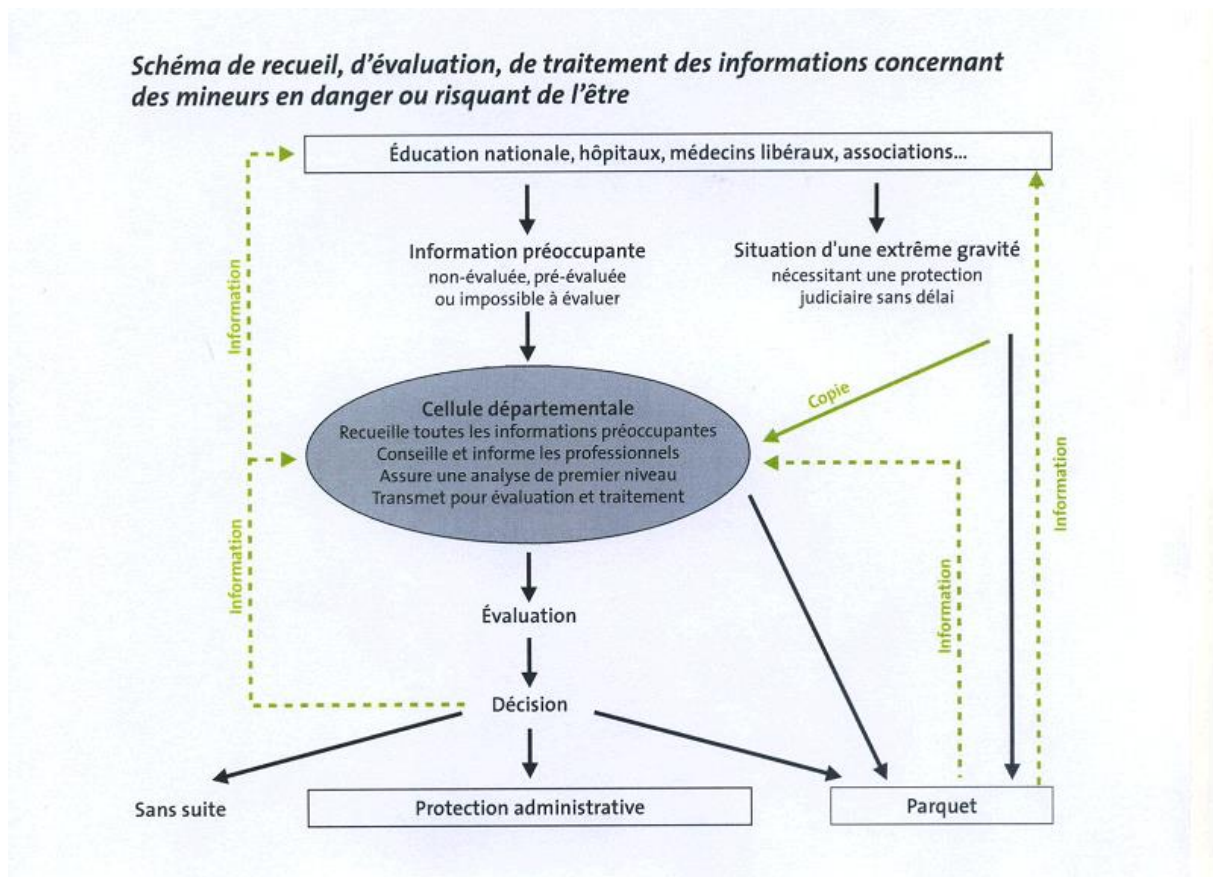 Schéma de recueil, d'évaluation, de traitement des informations concernant
des mineurs en danger ou risquant de l'être
Éducation nationale, hôpitaux, médecins libéraux, associations...
Information préoccupante
non-évaluée, pré-évaluée
ou impossible à évaluer
Situation d'une extrême gravité
nécessitant une protection
judiciaire sans délai
Information
Copie
Cellule départementale
Recueille toutes les informations préoccupantes
Conseille et informe les professionnels
Assure une analyse de premier niveau
Transmet pour évaluation et traitement
Information
Information
Information
Évaluation
Décision
Sans suite
Protection administrative
Parquet